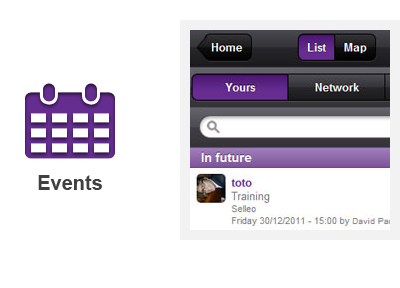 Events
Home List Map
Yours Network
In future
toto
Training
Selleo
Friday 30/12/2011 - 15:00 by David